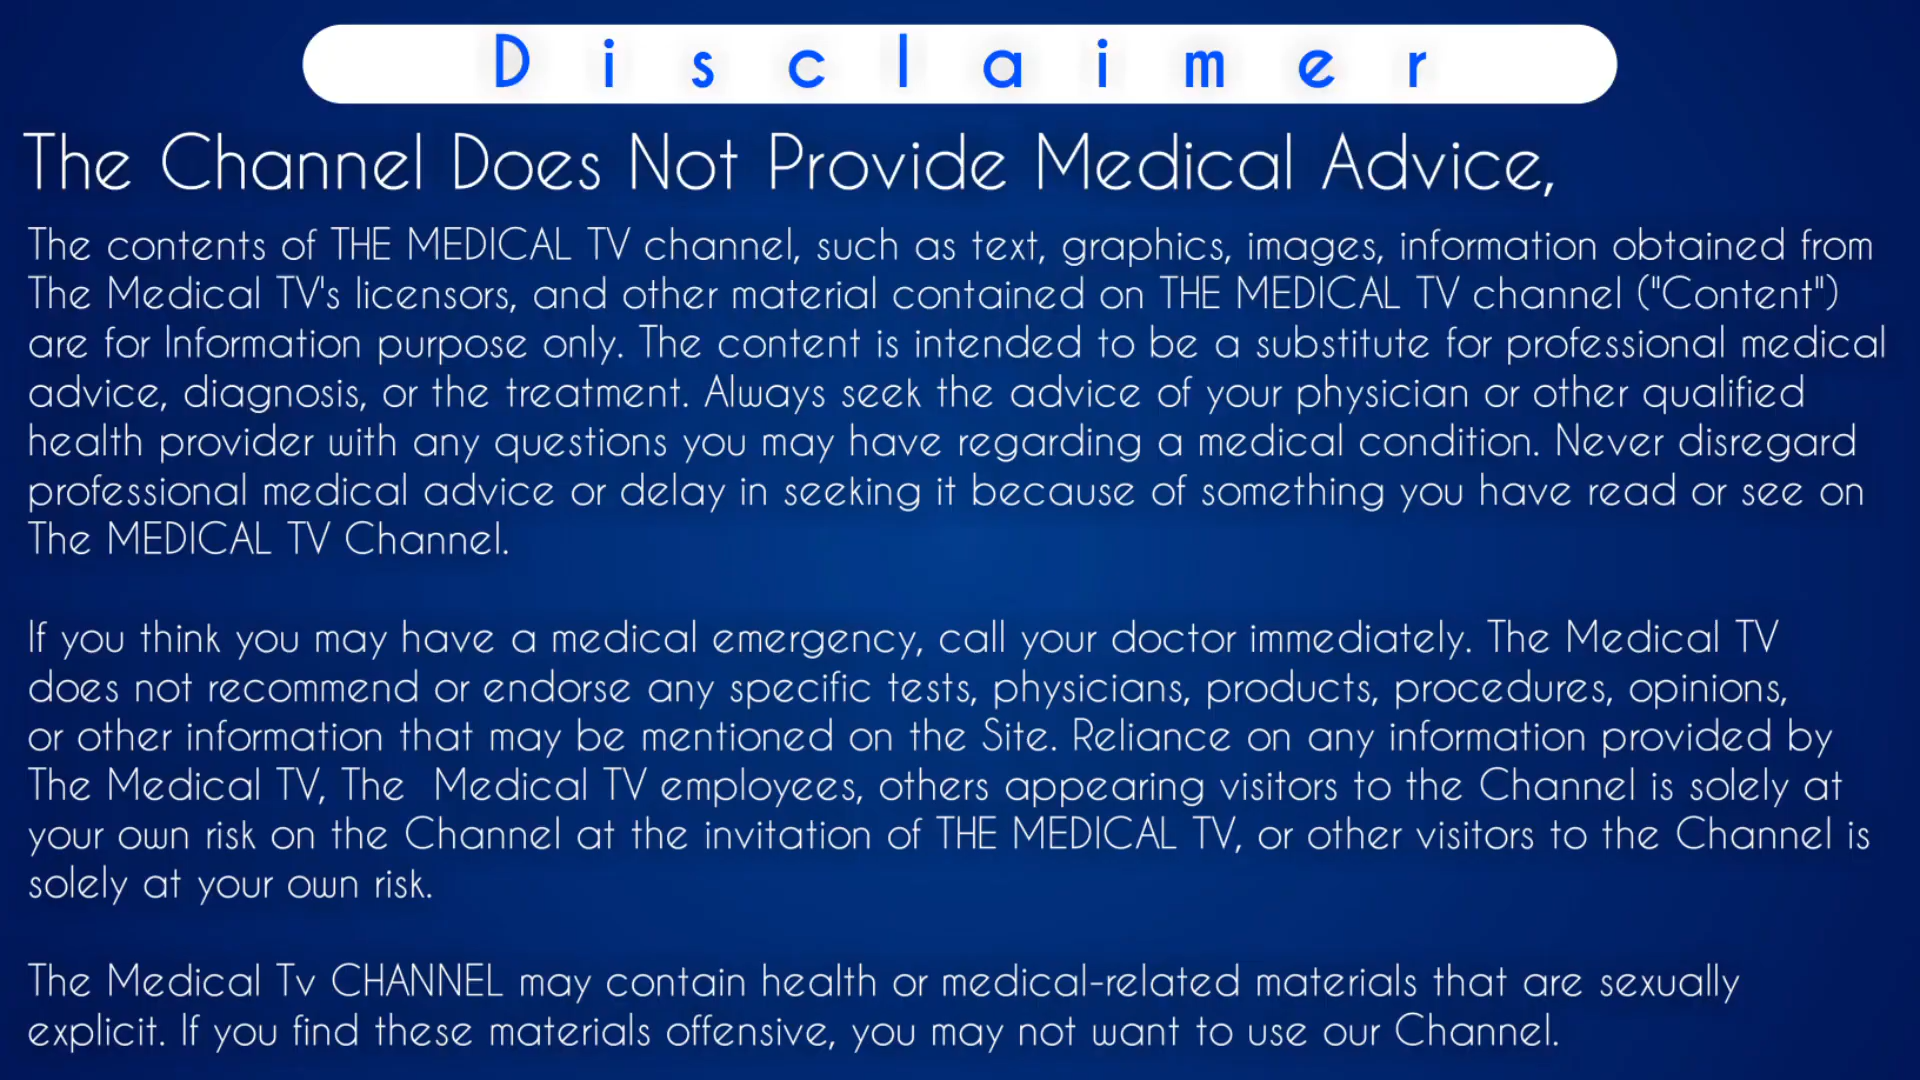 Disclaimer
The Channel Does Not Provide Medical Advice,
The contents of THE MEDICAL TV channel, such as text, graphics, images, information obtained from
The Medical TV's licensors, and other material contained on THE MEDICAL TV channel ("Content")
are for Information purpose only. The content is intended to be a substitute for professional medical
advice, diagnosis, or the treatment. Always seek the advice of your physician or other qualified
health provider with any questions you may have regarding a medical condition. Never disregard
professional medical advice or delay in seeking it because of something you have read or see on
The MEDICAL TV Channel.
If you think you may have a medical emergency, call your doctor immediately. The Medical TV
does not recommend or endorse any specific tests, physicians, products, procedures, opinions,
or other information that may be mentioned on the Site. Reliance on any information provided by
The Medical TV, The Medical TV employees, others appearing visitors to the Channel is solely at
your own risk on the Channel at the invitation of THE MEDICAL TV, or other visitors to the Channel is
solely at your own risk.
The Medical Tv CHANNEL may contain health or medical-related materials that are sexually
explicit. If you find these materials offensive, you may not want to use our Channel.